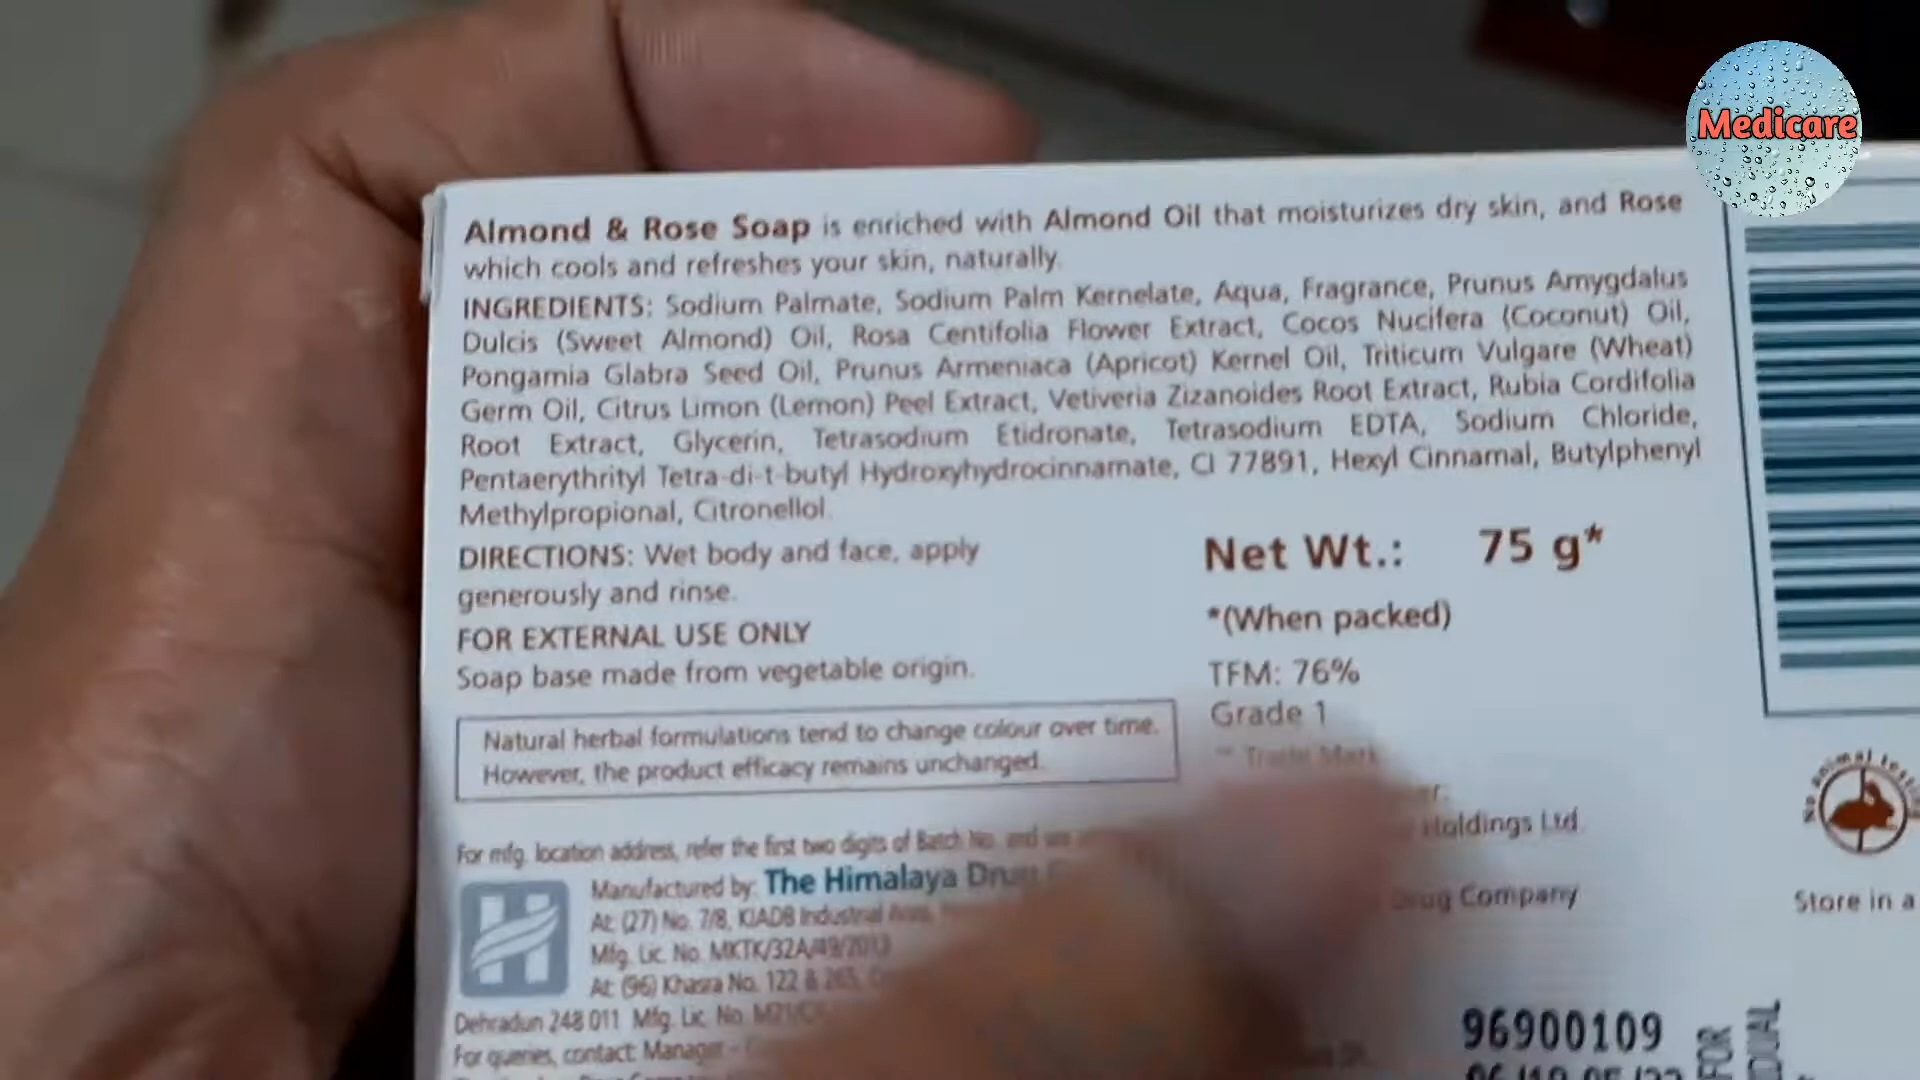 Medicare
Almond & Rose Soap is enriched with Almond Oil that moisturizes dry skin, and Rose
which cools and refreshes your skin, naturally.
INGREDIENTS: Sodium Palmate, Sodium Palm Kernelate, Aqua, Fragrance, Prunus Amygdalus
Dulcis (Sweet Almond) Oil, Rosa Centifolia Flower Extract, Cocos Nucifera (Coconut) Oil,
Pongamia Glabra Seed Oil, Prunus Armeniaca (Apricot) Kernel Oil, Triticum Vulgare (Wheat)
Germ Oil, Citrus Limon (Lemon) Peel Extract, Vetiveria Zizanoides Root Extract, Rubia Cordifolia
Root Extract, Glycerin, Tetrasodium Etidronate, Tetrasodium EDTA, Sodium Chloride,
Pentaerythrityl Tetra-di-t-butyl Hydroxyhydrocinnamate, CI 77891, Hexyl Cinnamal, Butylphenyl
Methylpropional, Citronellol.
DIRECTIONS: Wet body and face, apply
generously and rinse.
FOR EXTERNAL USE ONLY
Soap base made from vegetable origin.
Net Wt.: 75 g*
*(When packed)
TFM: 76%
Grade 1
Trade Mark
Natural herbal formulations tend to change colour over time.
However, the product efficacy remains unchanged.
Holdings Ltd.
Drug Company
No animal testing
Store in a
For mfg. location address, refer the first two digits of Batch No. and
Manufactured by: The Himalaya Drug
At: (27) No. 7/8, KIADB Industrial Area,
Mfg. Lic. No. MKTK/32A/49/2013
At: (96) Khasra No. 122 & 265,
Dehradun 248 011 Mfg. Lic. No.
For queries, contact: Manager -
96900109
FOR